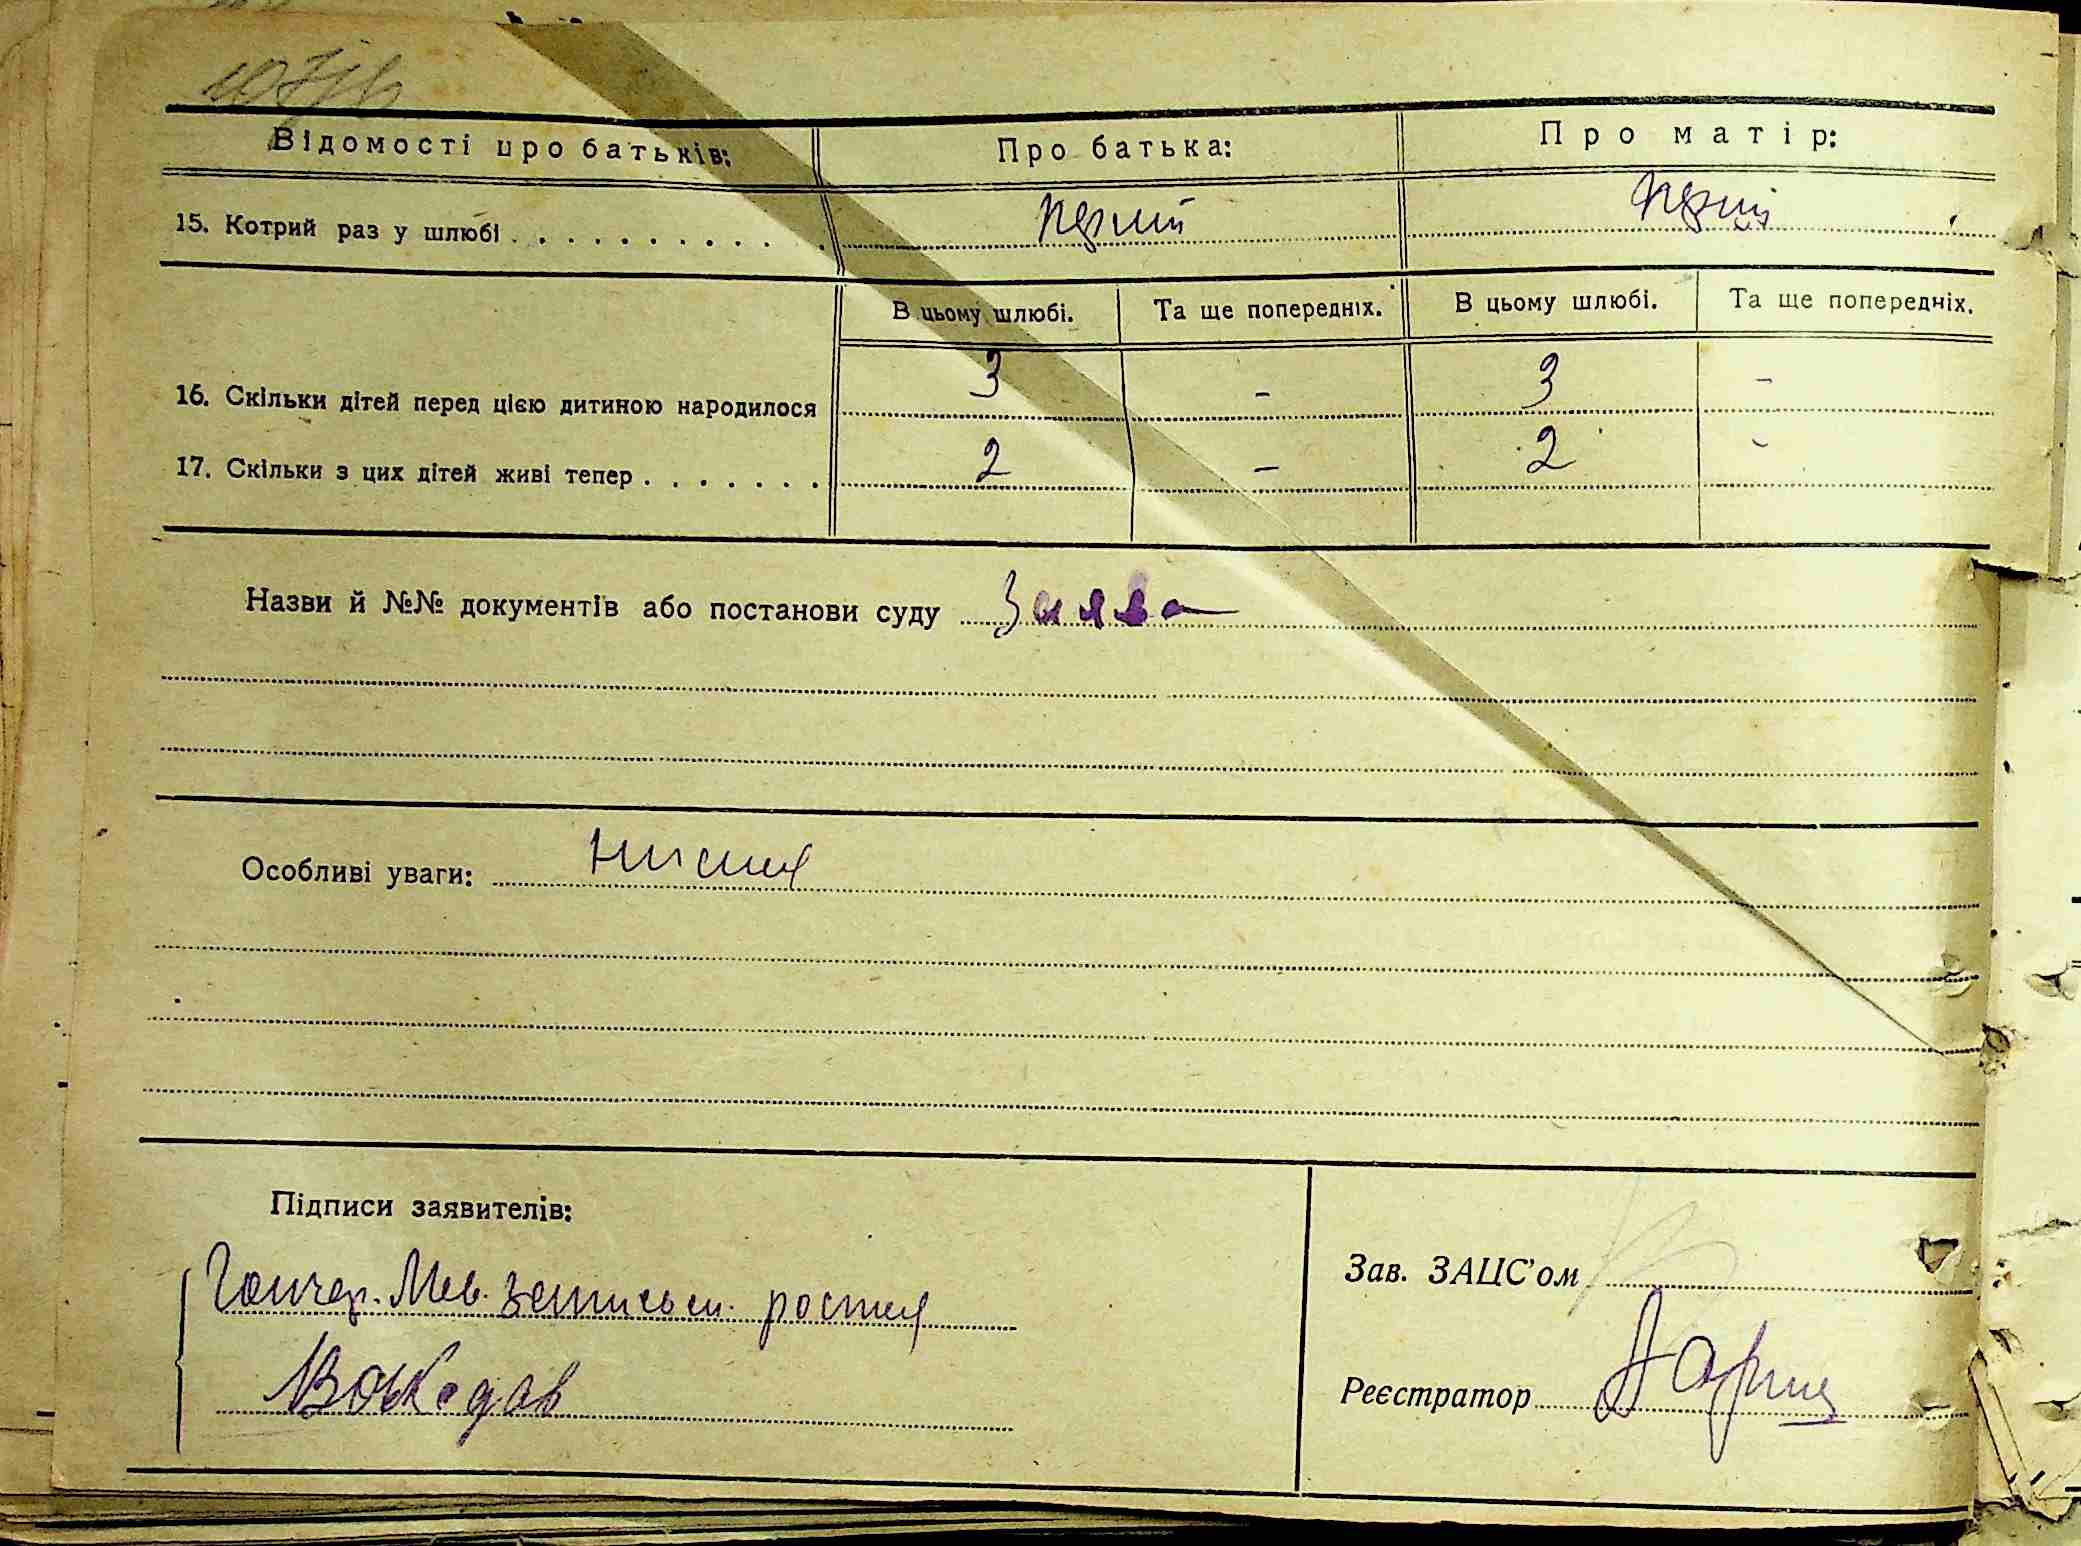 Відомості про батьків: Про батька: Про матір:
15. Котрий раз у шлюбі . . . . . . . . . . . . перший перший
В цьому шлюбі. Та ще попередніх. В цьому шлюбі. Та ще попередніх.
16. Скільки дітей перед цією дитиною народилося 3 - 3 -
17. Скільки з цих дітей живі тепер . . . . . . . 2 - 2 -
Назви й №№ документів або постанови суду Заява
Особливі уваги:
Підписи заявителів:
Зав. ЗАЦС'ом
Реєстратор